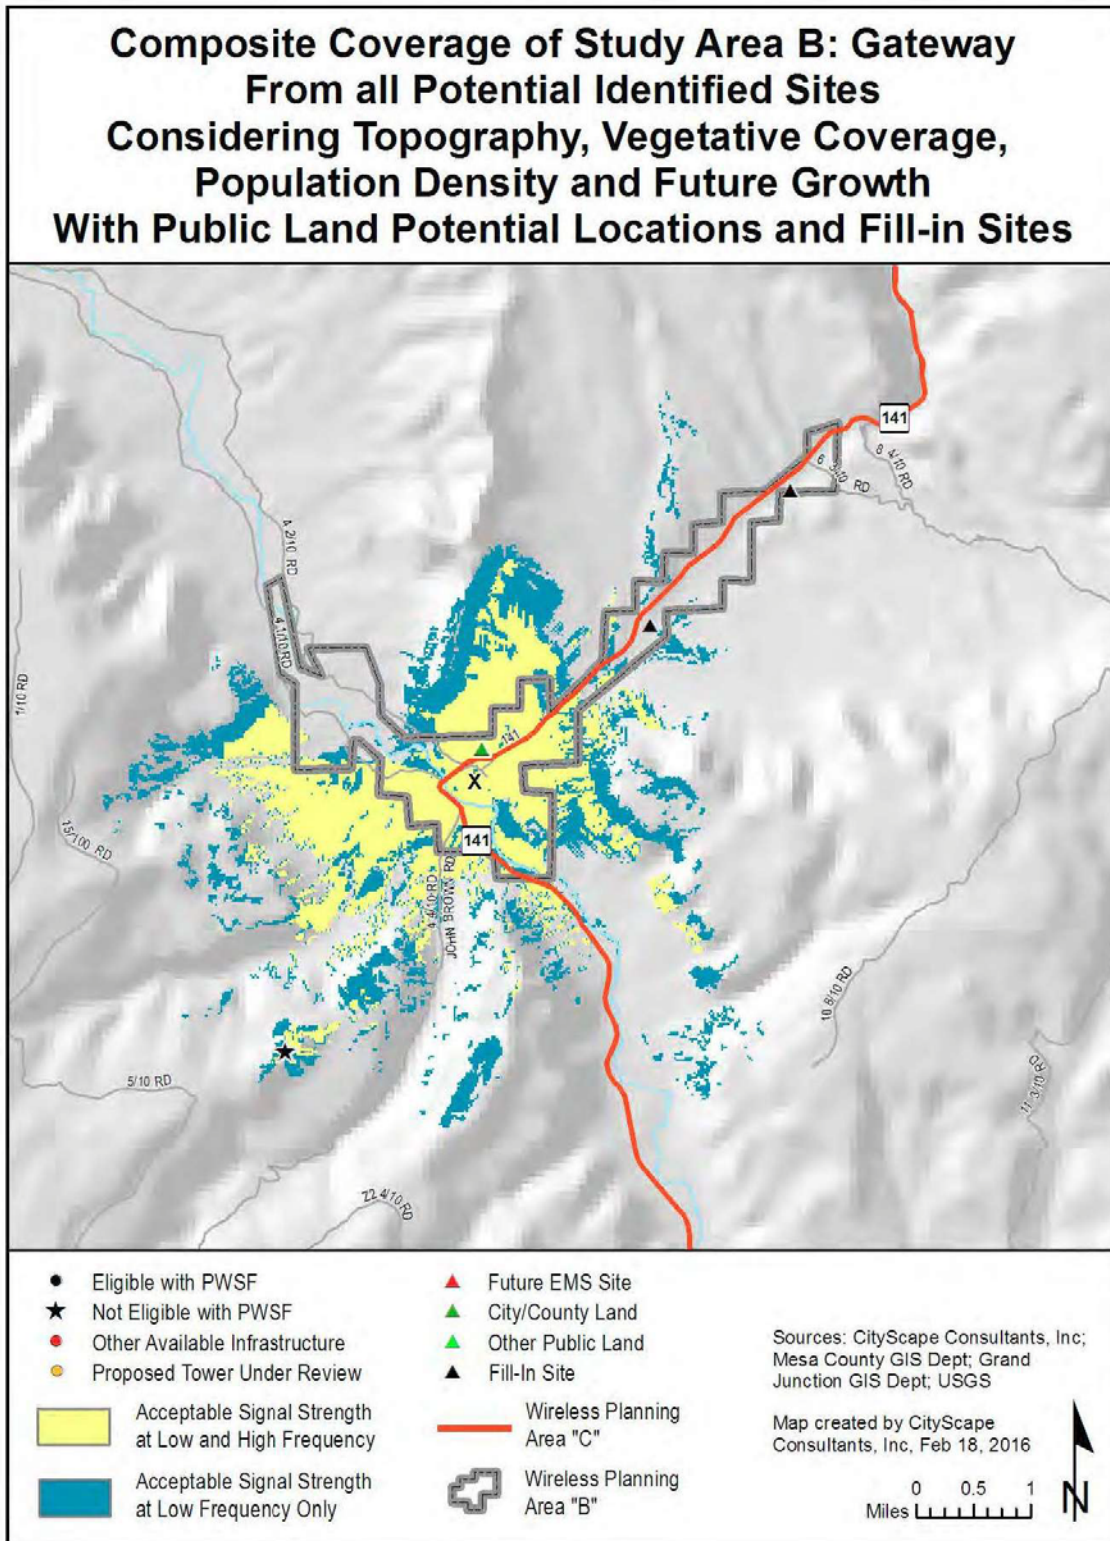 Composite Coverage of Study Area B: Gateway
From all Potential Identified Sites
Considering Topography, Vegetative Coverage,
Population Density and Future Growth
With Public Land Potential Locations and Fill-in Sites
141
8 4/10 RD
6 3/10 RD
4 2/10 RD
4 1/10 RD
1/10 RD
141
X
141
15/100 RD
4 4/10 RD
JOHN BROWN RD
10 8/10 RD
11 3/10 RD
5/10 RD
Z2 4/10 RD
Eligible with PWSF
Not Eligible with PWSF
Other Available Infrastructure
Proposed Tower Under Review
Acceptable Signal Strength
at Low and High Frequency
Acceptable Signal Strength
at Low Frequency Only
Future EMS Site
City/County Land
Other Public Land
Fill-In Site
Wireless Planning
Area "C"
Wireless Planning
Area "B"
Sources: CityScape Consultants, Inc;
Mesa County GIS Dept; Grand
Junction GIS Dept; USGS
Map created by CityScape
Consultants, Inc, Feb 18, 2016
0 0.5 1
Miles
N